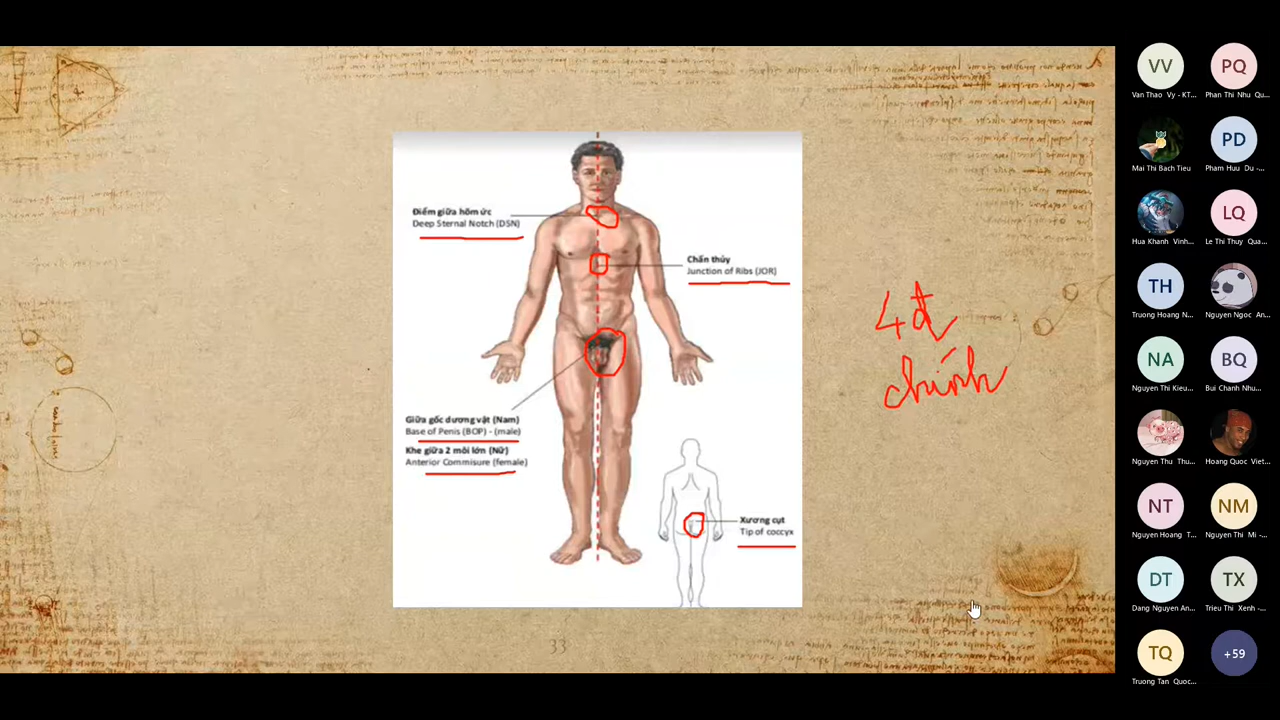 Điểm giữa hõm ức
Deep Sternal Notch (DSN)
Chấn thủy
Junction of Ribs (JOR)
4 đ
chính
Giữa gốc dương vật (Nam)
Base of Penis (BOP) - (male)
Khe giữa 2 môi lớn (Nữ)
Anterior Commisure (female)
Xương cụt
Tip of coccyx
33
VV
Van Thao Vy - KT...
PQ
Phan Thi Nhu Qu...
Mai Thi Bach Tieu
PD
Pham Huu Du -...
Hua Khanh Vinh...
LQ
Le Thi Thuy Qua...
TH
Truong Hoang N...
Nguyen Ngoc An...
NA
Nguyen Thi Kieu...
BQ
Bui Chanh Nhu...
Nguyen Thu Thu...
Hoang Quoc Viet...
NT
Nguyen Hoang T...
NM
Nguyen Thi Mi -...
DT
Dang Nguyen An...
TX
Trieu Thi Xenh -...
TQ
Truong Tan Quoc...
+59